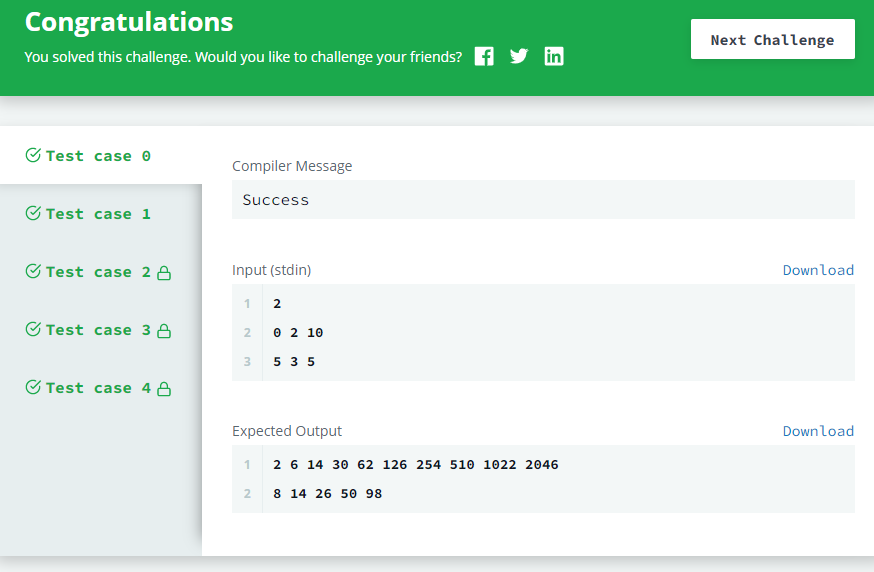 Congratulations
You solved this challenge. Would you like to challenge your friends?
Next Challenge
Test case 0
Test case 1
Test case 2
Test case 3
Test case 4
Compiler Message
Success
Input (stdin)
Download
1 2
2 0 2 10
3 5 3 5
Expected Output
Download
1 2 6 14 30 62 126 254 510 1022 2046
2 8 14 26 50 98